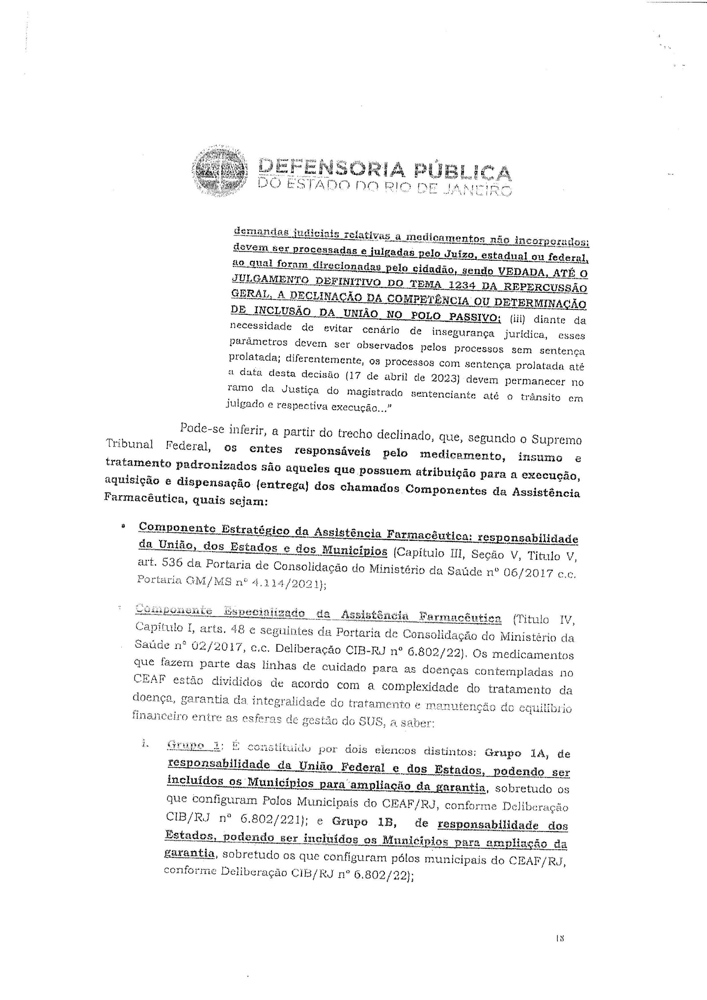 DEFENSORIA PÚBLICA
DO ESTADO DO RIO DE JANEIRO
demandas judiciais relativas a medicamentos não incorporados:
devem ser processadas e julgadas pelo Juízo, estadual ou federal,
ao qual foram direcionadas pelo cidadão, sendo VEDADA, ATÉ O
JULGAMENTO DEFINITIVO DO TEMA 1234 DA REPERCUSSÃO
GERAL, A DECLINAÇÃO DA COMPETÊNCIA OU DETERMINAÇÃO
DE INCLUSÃO DA UNIÃO NO POLO PASSIVO; (iii) diante da
necessidade de evitar cenário de insegurança jurídica, esses
parâmetros devem ser observados pelos processos sem sentença
prolatada; diferentemente, os processos com sentença prolatada até
a data desta decisão (17 de abril de 2023) devem permanecer no
ramo da Justiça do magistrado sentenciante até o trânsito em
julgado e respectiva execução..."
Pode-se inferir, a partir do trecho declinado, que, segundo o Supremo
Tribunal Federal, os entes responsáveis pelo medicamento, insumo e
tratamento padronizados são aqueles que possuem atribuição para a execução,
aquisição e dispensação (entrega) dos chamados Componentes da Assistência
Farmacêutica, quais sejam:
• Componente Estratégico da Assistência Farmacêutica: responsabilidade
da União, dos Estados e dos Municípios (Capítulo III, Seção V, Titulo V,
art. 536 da Portaria de Consolidação do Ministério da Saúde nº 06/2017 c.c.
Portaria GM/MS nº 4.114/2021);
Componente Especializado da Assistência Farmacêutica (Titulo IV,
Capítulo I, arts. 48 e seguintes da Portaria de Consolidação do Ministério da
Saúde nº 02/2017, c.c. Deliberação CIB-RJ nº 6.802/22). Os medicamentos
que fazem parte das linhas de cuidado para as doenças contempladas no
CEAF estão divididos de acordo com a complexidade do tratamento da
doença, garantia da integralidade do tratamento e manutenção do equilíbrio
financeiro entre as esferas de gestão do SUS, a saber:
i. Grupo 1: É constituído por dois elencos distintos: Grupo 1A, de
responsabilidade da União Federal e dos Estados, podendo ser
incluídos os Municípios para ampliação da garantia, sobretudo os
que configuram Polos Municipais do CEAF/RJ, conforme Deliberação
CIB/RJ nº 6.802/221); e Grupo 1B, de responsabilidade dos
Estados, podendo ser incluídos os Municípios para ampliação da
garantia, sobretudo os que configuram pólos municipais do CEAF/RJ,
conforme Deliberação CIB/RJ nº 6.802/22);
18